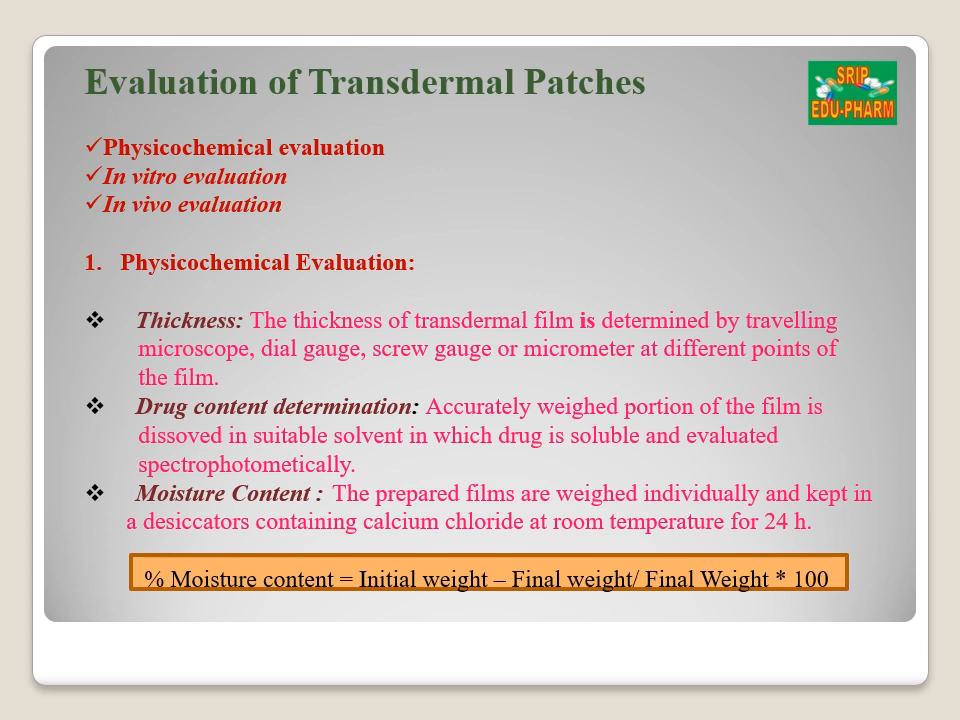 Evaluation of Transdermal Patches
SRIP
EDU-PHARM
✓Physicochemical evaluation
✓In vitro evaluation
✓In vivo evaluation
1. Physicochemical Evaluation:
❖ Thickness: The thickness of transdermal film is determined by travelling
microscope, dial gauge, screw gauge or micrometer at different points of
the film.
❖ Drug content determination: Accurately weighed portion of the film is
dissoved in suitable solvent in which drug is soluble and evaluated
spectrophotometically.
❖ Moisture Content : The prepared films are weighed individually and kept in
a desiccators containing calcium chloride at room temperature for 24 h.
% Moisture content = Initial weight – Final weight/ Final Weight * 100